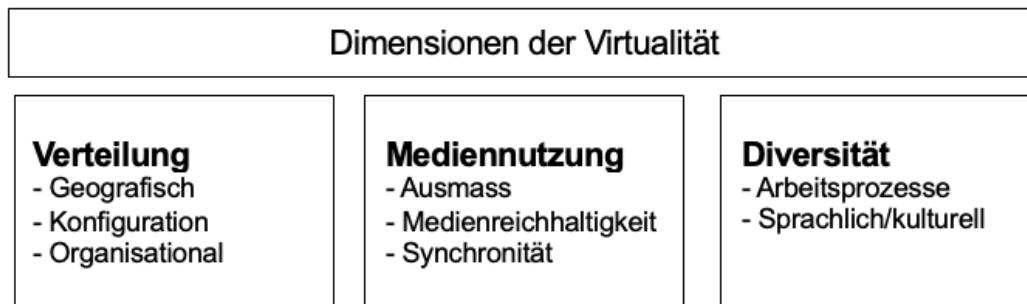 Dimensionen der Virtualität
Verteilung
- Geografisch
- Konfiguration
- Organisational
Mediennutzung
- Ausmass
- Medienreichhaltigkeit
- Synchronität
Diversität
- Arbeitsprozesse
- Sprachlich/kulturell